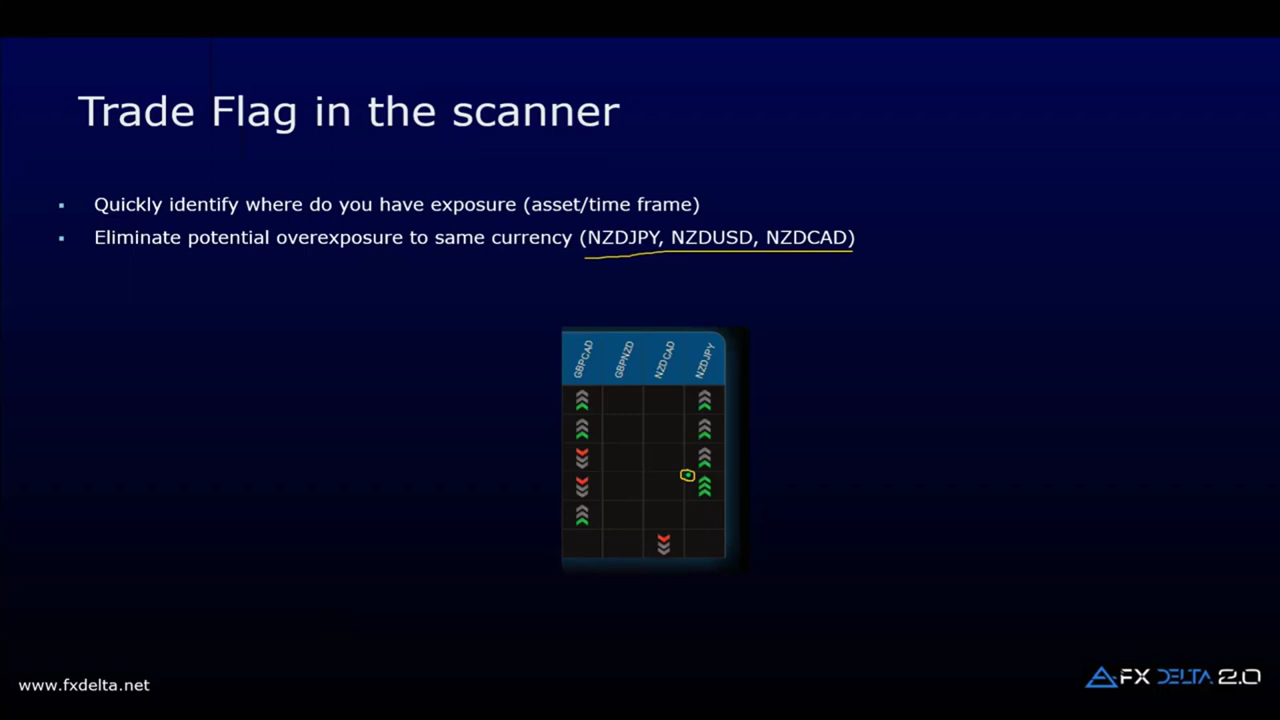 Trade Flag in the scanner
Quickly identify where do you have exposure (asset/time frame)
Eliminate potential overexposure to same currency (NZDJPY, NZDUSD, NZDCAD)
GBPCAD GBPNZD NZDCAD NZDJPY
www.fxdelta.net
FX DELTA 2.0